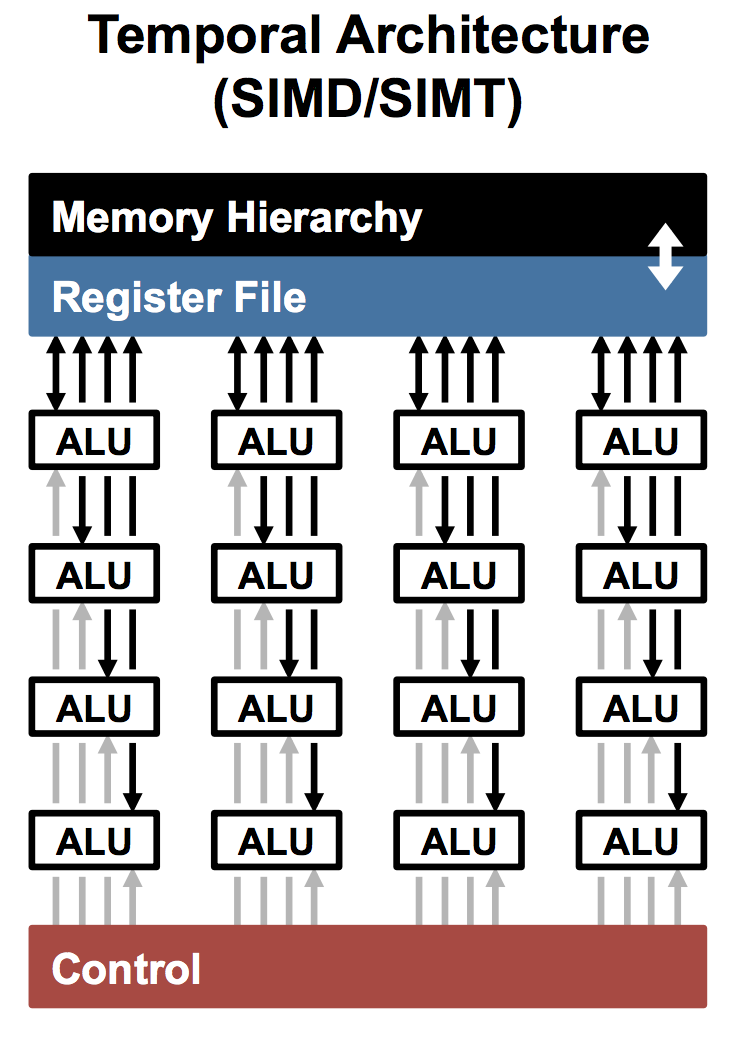 Temporal Architecture
(SIMD/SIMT)
Memory Hierarchy
Register File
ALU ALU ALU ALU
ALU ALU ALU ALU
ALU ALU ALU ALU
ALU ALU ALU ALU
Control